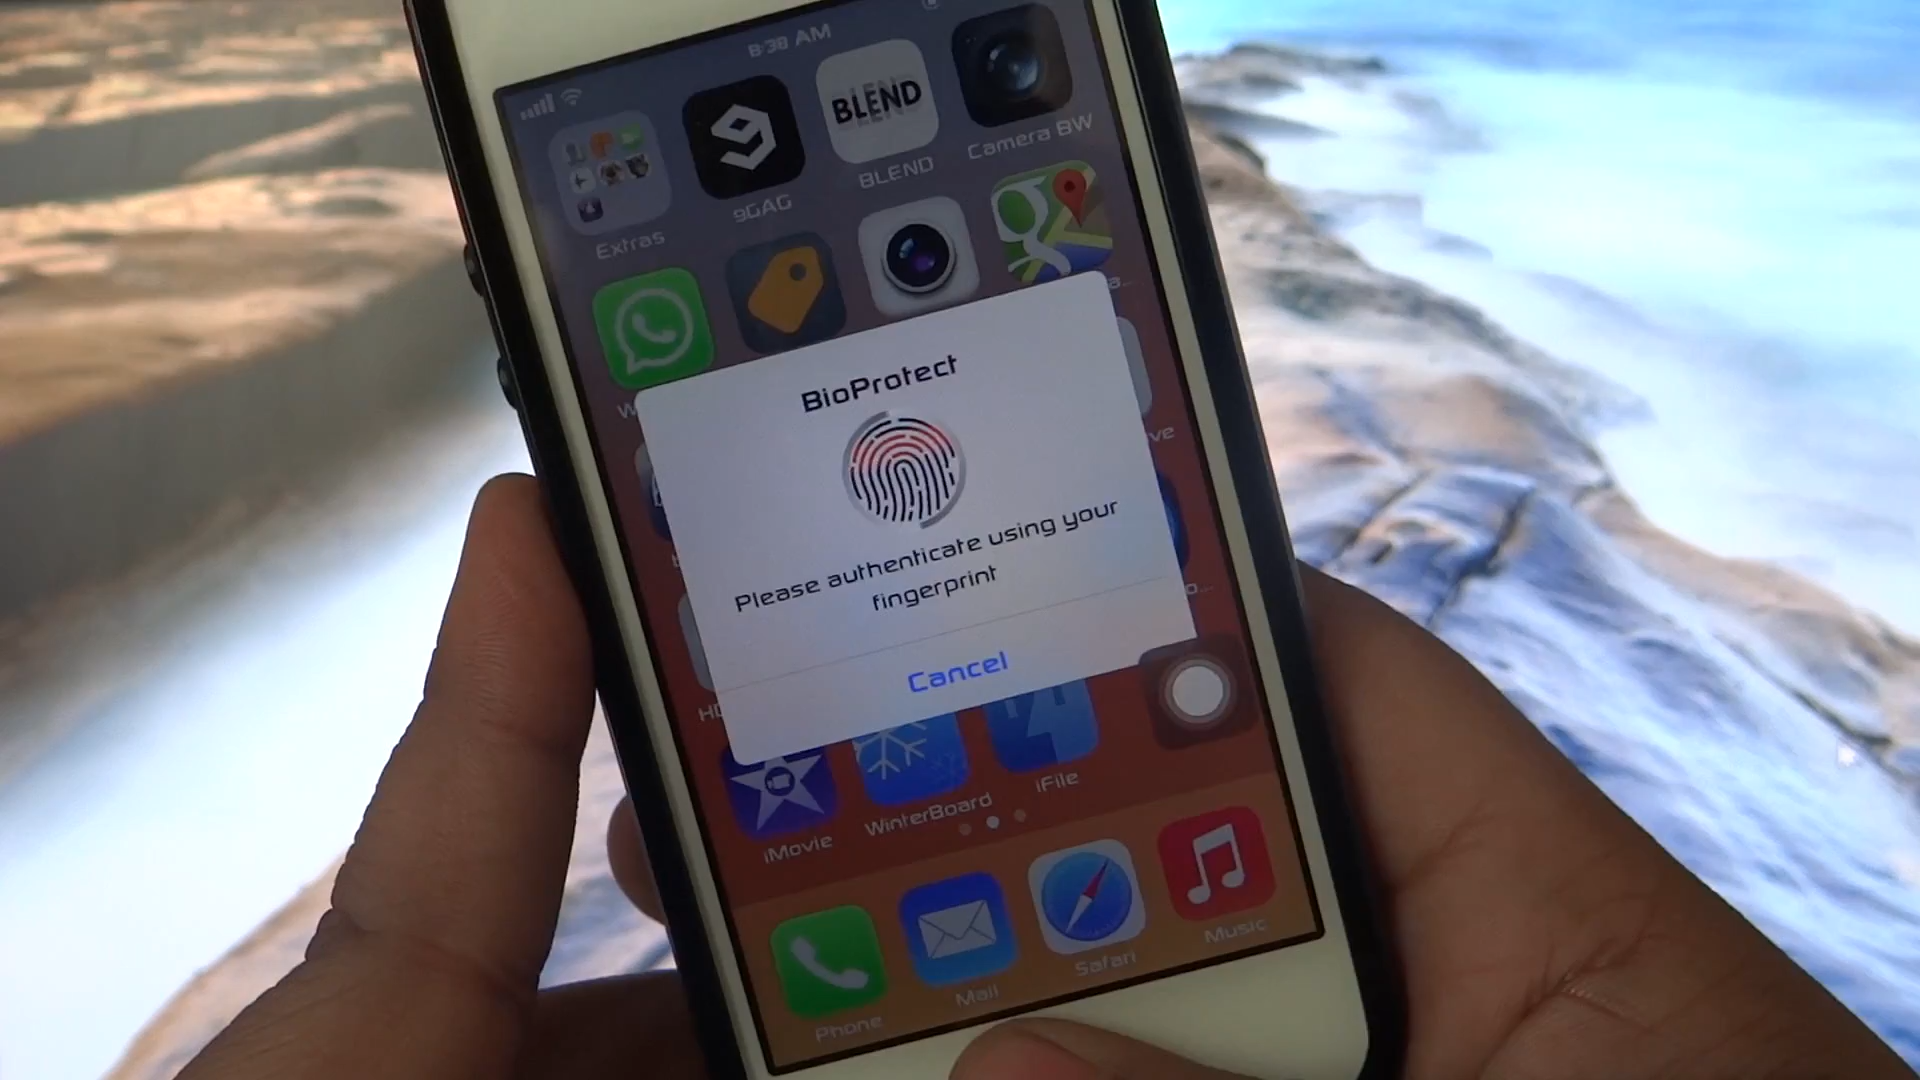 8:38 AM
BLEND
Extras
9GAG
BLEND
Camera BW
BioProtect
Please authenticate using your
fingerprint
Cancel
iMovie
WinterBoard
iFile
Phone
Mail
Safari
Music